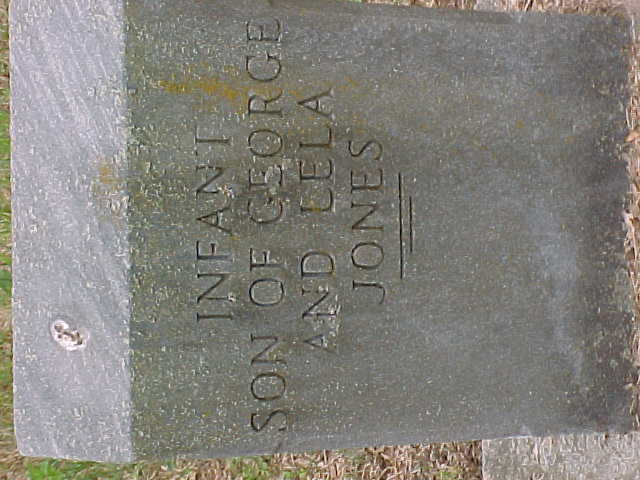 INFANT
SON OF GEORGE
AND LELA
JONES